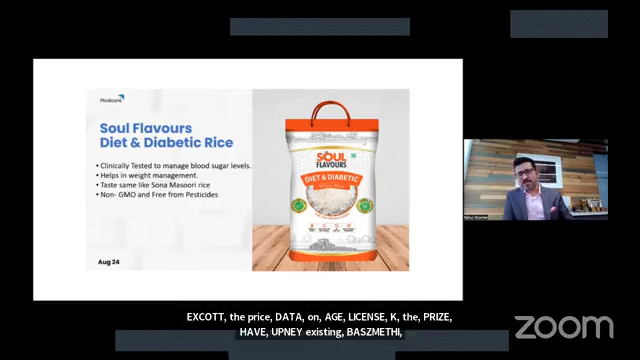 Modicare
Soul Flavours
Diet & Diabetic Rice
• Clinically Tested to manage blood sugar levels.
• Helps in weight management.
• Taste same like Sona Masoori rice
• Non- GMO and Free from Pesticides
Aug 24
SOUL
FLAVOURS
DIET & DIABETIC
EXCOTT, the price, DATA, on, AGE, LICENSE, K, the, PRIZE,
HAVE, UPNEY existing, BASZMETHI,
zoom